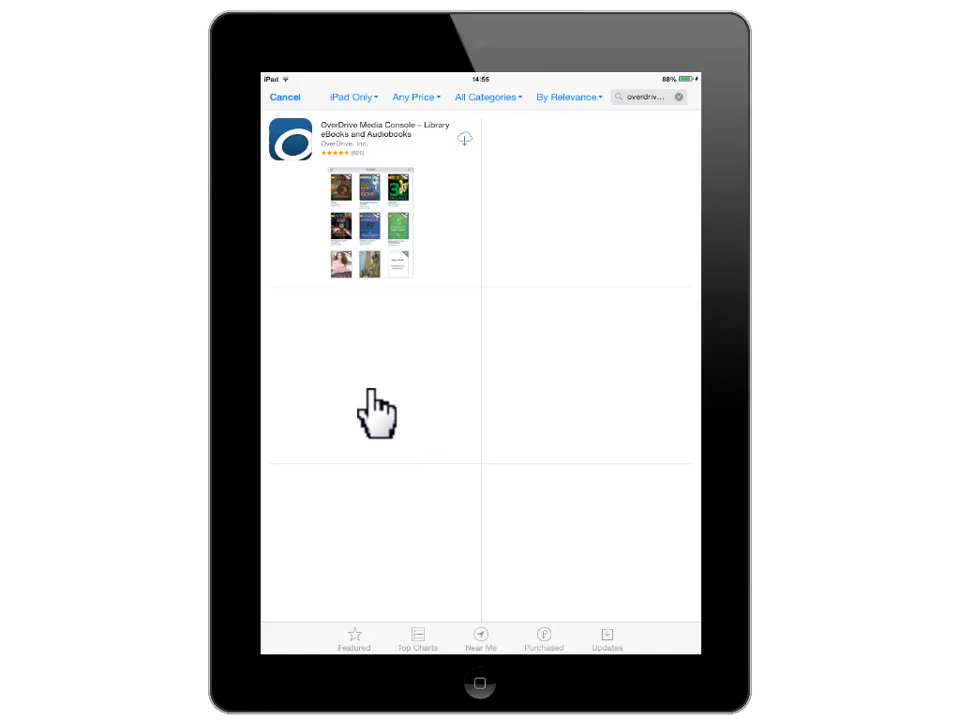 iPad 14:55 88%
Cancel iPad Only Any Price All Categories By Relevance overdriv...
OverDrive Media Console – Library
eBooks and Audiobooks
OverDrive, Inc.
Featured Top Charts Near Me Purchased Updates